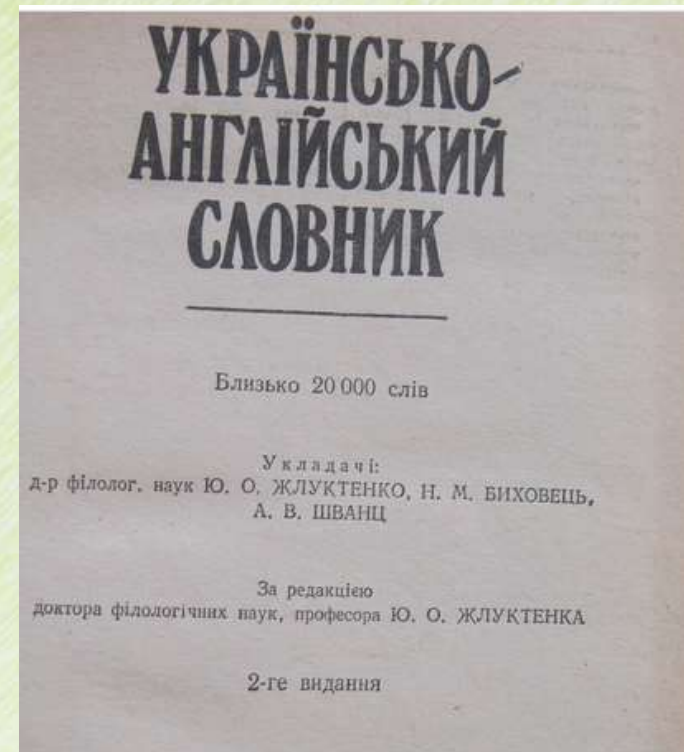 УКРАЇНСЬКО-
АНГЛІЙСЬКИЙ
СЛОВНИК
Близько 20 000 слів
Укладачі:
д-р філолог. наук Ю. О. ЖЛУКТЕНКО, Н. М. БИХОВЕЦЬ,
А. В. ШВАНЦ
За редакцією
доктора філологічних наук, професора Ю. О. ЖЛУКТЕНКА
2-ге видання